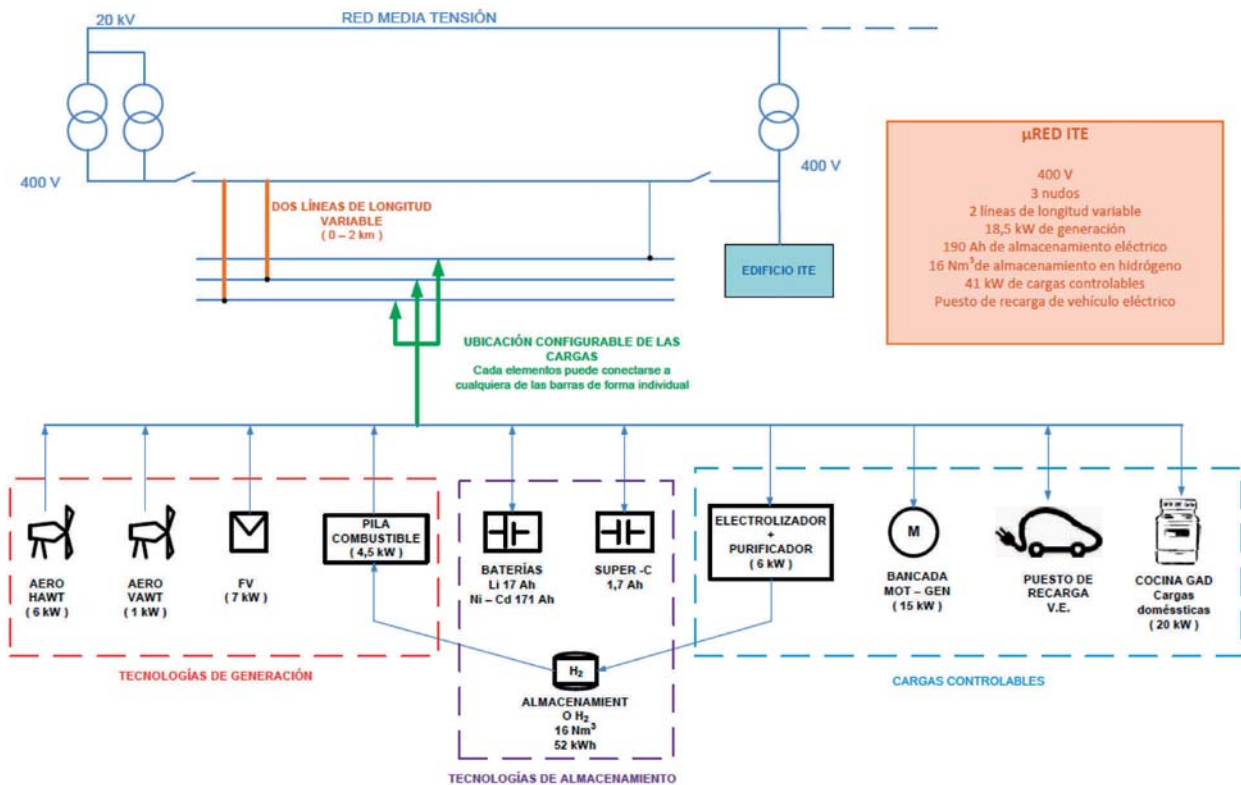 20 kV
RED MEDIA TENSIÓN
400 V
400 V
DOS LÍNEAS DE LONGITUD
VARIABLE
( 0 – 2 km )
EDIFICIO ITE
µRED ITE
400 V
3 nudos
2 líneas de longitud variable
18,5 kW de generación
190 Ah de almacenamiento eléctrico
16 Nm³de almacenamiento en hidrógeno
41 kW de cargas controlables
Puesto de recarga de vehículo eléctrico
UBICACIÓN CONFIGURABLE DE LAS
CARGAS
Cada elementos puede conectarse a
cualquiera de las barras de forma individual
AERO
HAWT
( 6 kW )
AERO
VAWT
( 1 kW )
FV
( 7 kW )
PILA
COMBUSTIBLE
( 4,5 kW )
TECNOLOGÍAS DE GENERACIÓN
BATERÍAS
Li 17 Ah
Ni – Cd 171 Ah
SUPER -C
1,7 Ah
H₂
ALMACENAMIENT
O H₂
16 Nm³
52 kWh
TECNOLOGÍAS DE ALMACENAMIENTO
ELECTROLIZADOR
+
PURIFICADOR
( 6 kW )
M
BANCADA
MOT – GEN
( 15 kW )
PUESTO DE
RECARGA
V.E.
COCINA GAD
Cargas
doméssticas
( 20 kW )
CARGAS CONTROLABLES